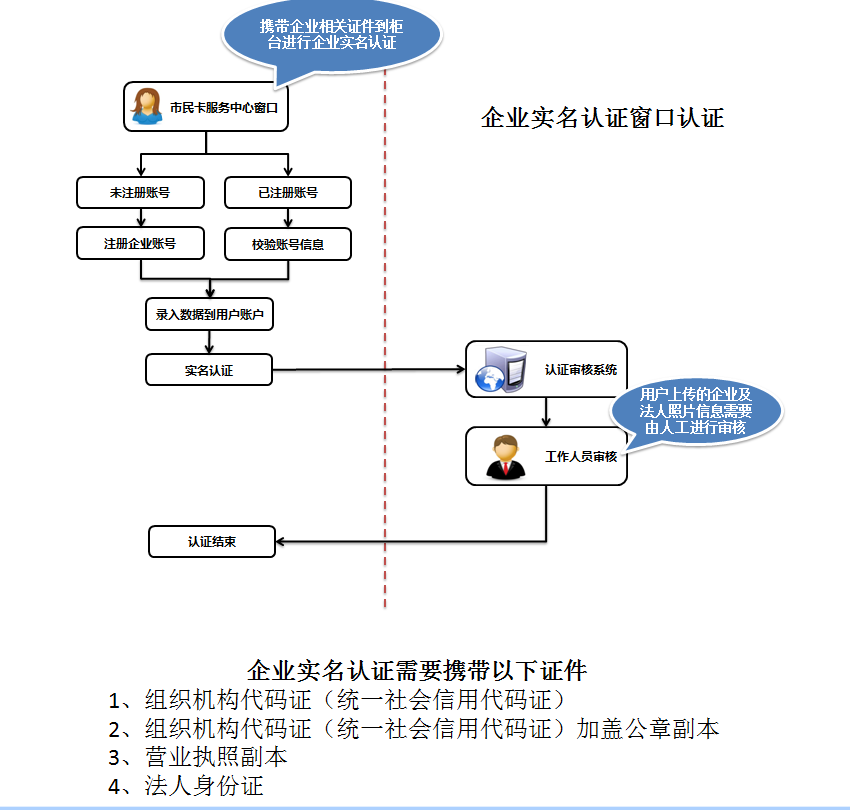 携带企业相关证件到柜
台进行企业实名认证
市民卡服务中心窗口
企业实名认证窗口认证
未注册账号
已注册账号
注册企业账号
校验账号信息
录入数据到用户账户
实名认证
认证审核系统
用户上传的企业及
法人照片信息需要
由人工进行审核
工作人员审核
认证结束
企业实名认证需要携带以下证件
1、组织机构代码证（统一社会信用代码证）
2、组织机构代码证（统一社会信用代码证）加盖公章副本
3、营业执照副本
4、法人身份证